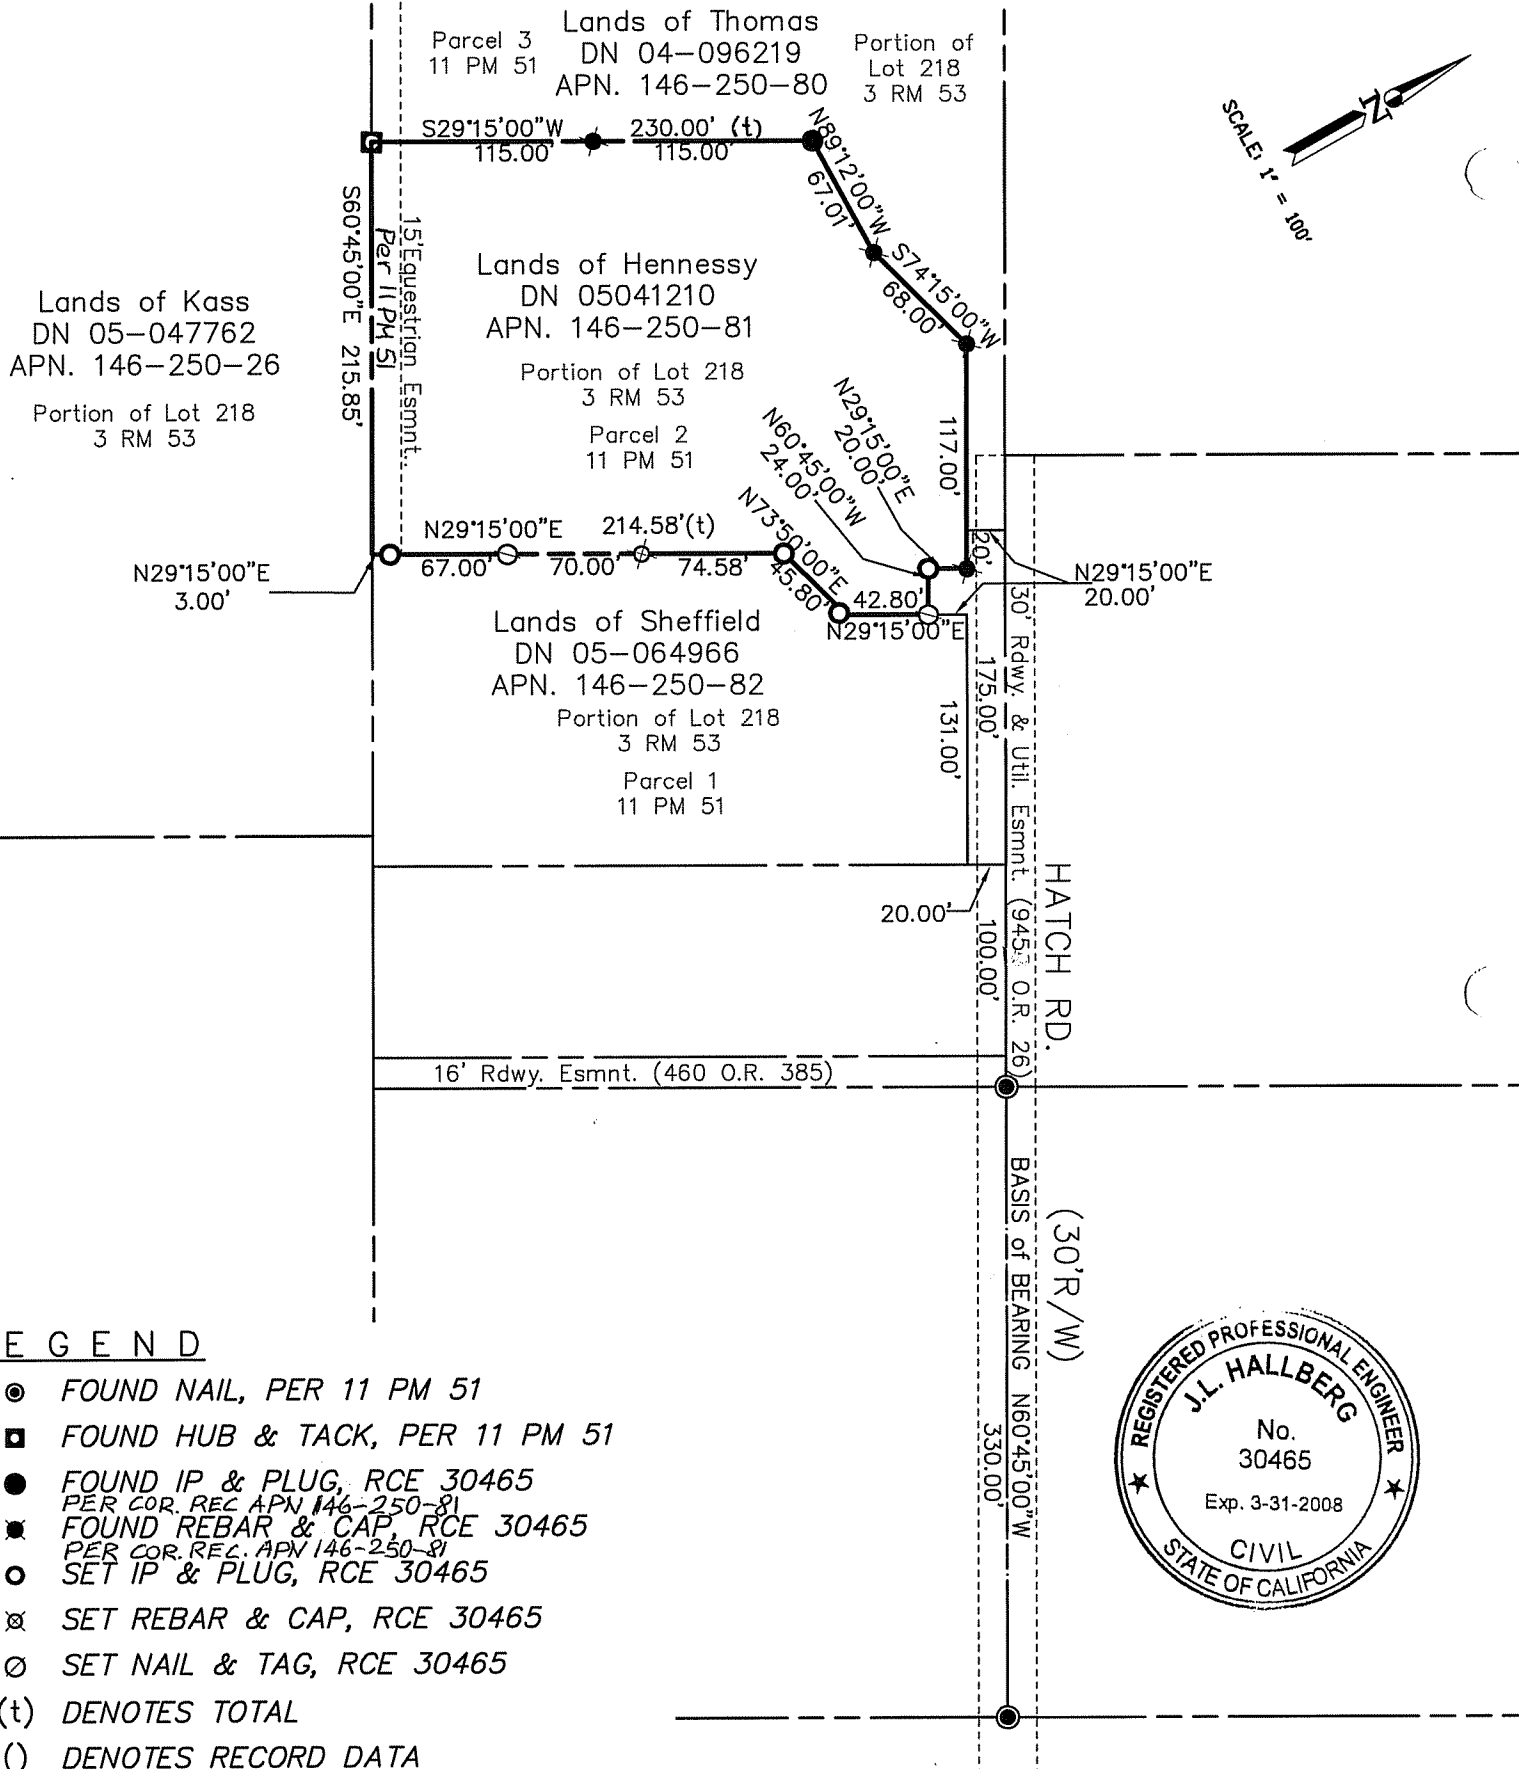 Lands of Thomas
DN 04-096219
APN. 146-250-80
Parcel 3
11 PM 51
Portion of
Lot 218
3 RM 53
SCALE: 1" = 100'
N
S29°15'00"W
115.00'
230.00' (t)
115.00'
N89°12'00"W
67.01'
S74°15'00"W
68.00'
S60°45'00"E 215.85'
Per 11 PM 51
15' Equestrian Esmnt.
Lands of Hennessy
DN 05041210
APN. 146-250-81
Portion of Lot 218
3 RM 53
Parcel 2
11 PM 51
Lands of Kass
DN 05-047762
APN. 146-250-26
Portion of Lot 218
3 RM 53
117.00'
N29°15'00"E
20.00'
N60°45'00"W
24.00'
N73°50'00"E
45.80'
N29°15'00"E
214.58'(t)
67.00'
70.00'
74.58'
42.80'
N29°15'00"E
N29°15'00"E
3.00'
20'
N29°15'00"E
20.00'
Lands of Sheffield
DN 05-064966
APN. 146-250-82
Portion of Lot 218
3 RM 53
Parcel 1
11 PM 51
131.00'
175.00'
30' Rdwy. & Util. Esmnt. O.R. 26)
20.00'
100.00'
HATCH RD.
(30'R/W)
16' Rdwy. Esmnt. (460 O.R. 385)
BASIS of BEARING N60°45'00"W
330.00'
E G E N D
FOUND NAIL, PER 11 PM 51
FOUND HUB & TACK, PER 11 PM 51
FOUND IP & PLUG, RCE 30465
PER COR. REC APN 146-250-81
FOUND REBAR & CAP, RCE 30465
PER COR. REC. APN 146-250-81
SET IP & PLUG, RCE 30465
SET REBAR & CAP, RCE 30465
SET NAIL & TAG, RCE 30465
(t) DENOTES TOTAL
() DENOTES RECORD DATA
REGISTERED PROFESSIONAL ENGINEER
J.L. HALLBERG
No.
30465
Exp. 3-31-2008
CIVIL
STATE OF CALIFORNIA